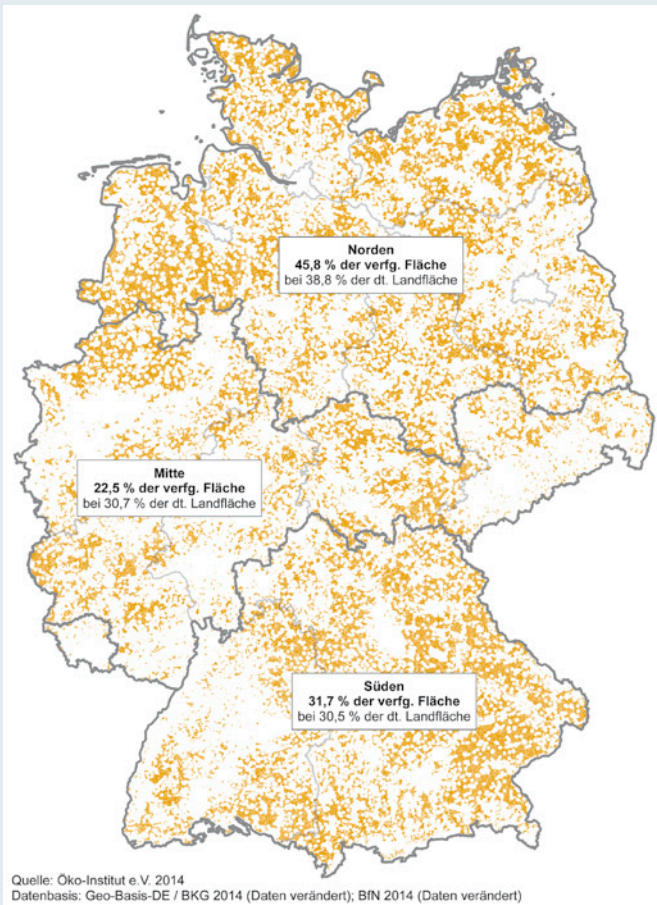 Norden
45,8 % der verfg. Fläche
bei 38,8 % der dt. Landfläche
Mitte
22,5 % der verfg. Fläche
bei 30,7 % der dt. Landfläche
Süden
31,7 % der verfg. Fläche
bei 30,5 % der dt. Landfläche
Quelle: Öko-Institut e.V. 2014
Datenbasis: Geo-Basis-DE / BKG 2014 (Daten verändert); BfN 2014 (Daten verändert)